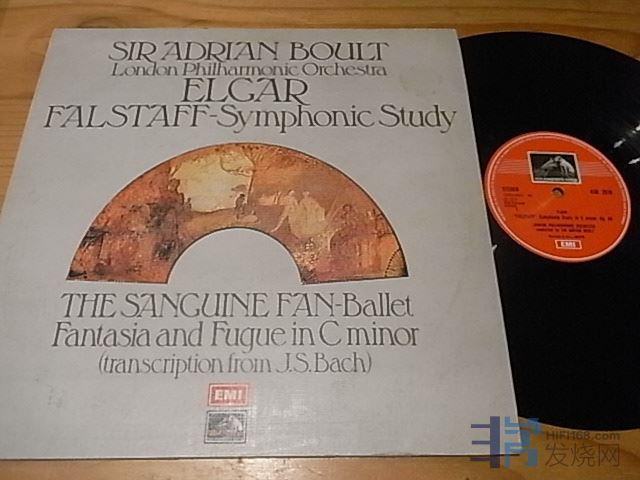 SIR ADRIAN BOULT
London Philharmonic Orchestra
ELGAR
FALSTAFF-Symphonic Study
THE SANGUINE FAN-Ballet
Fantasia and Fugue in C minor
(transcription from J.S.Bach)
EMI
STEREO
EMI
HIFI168.com
发烧网